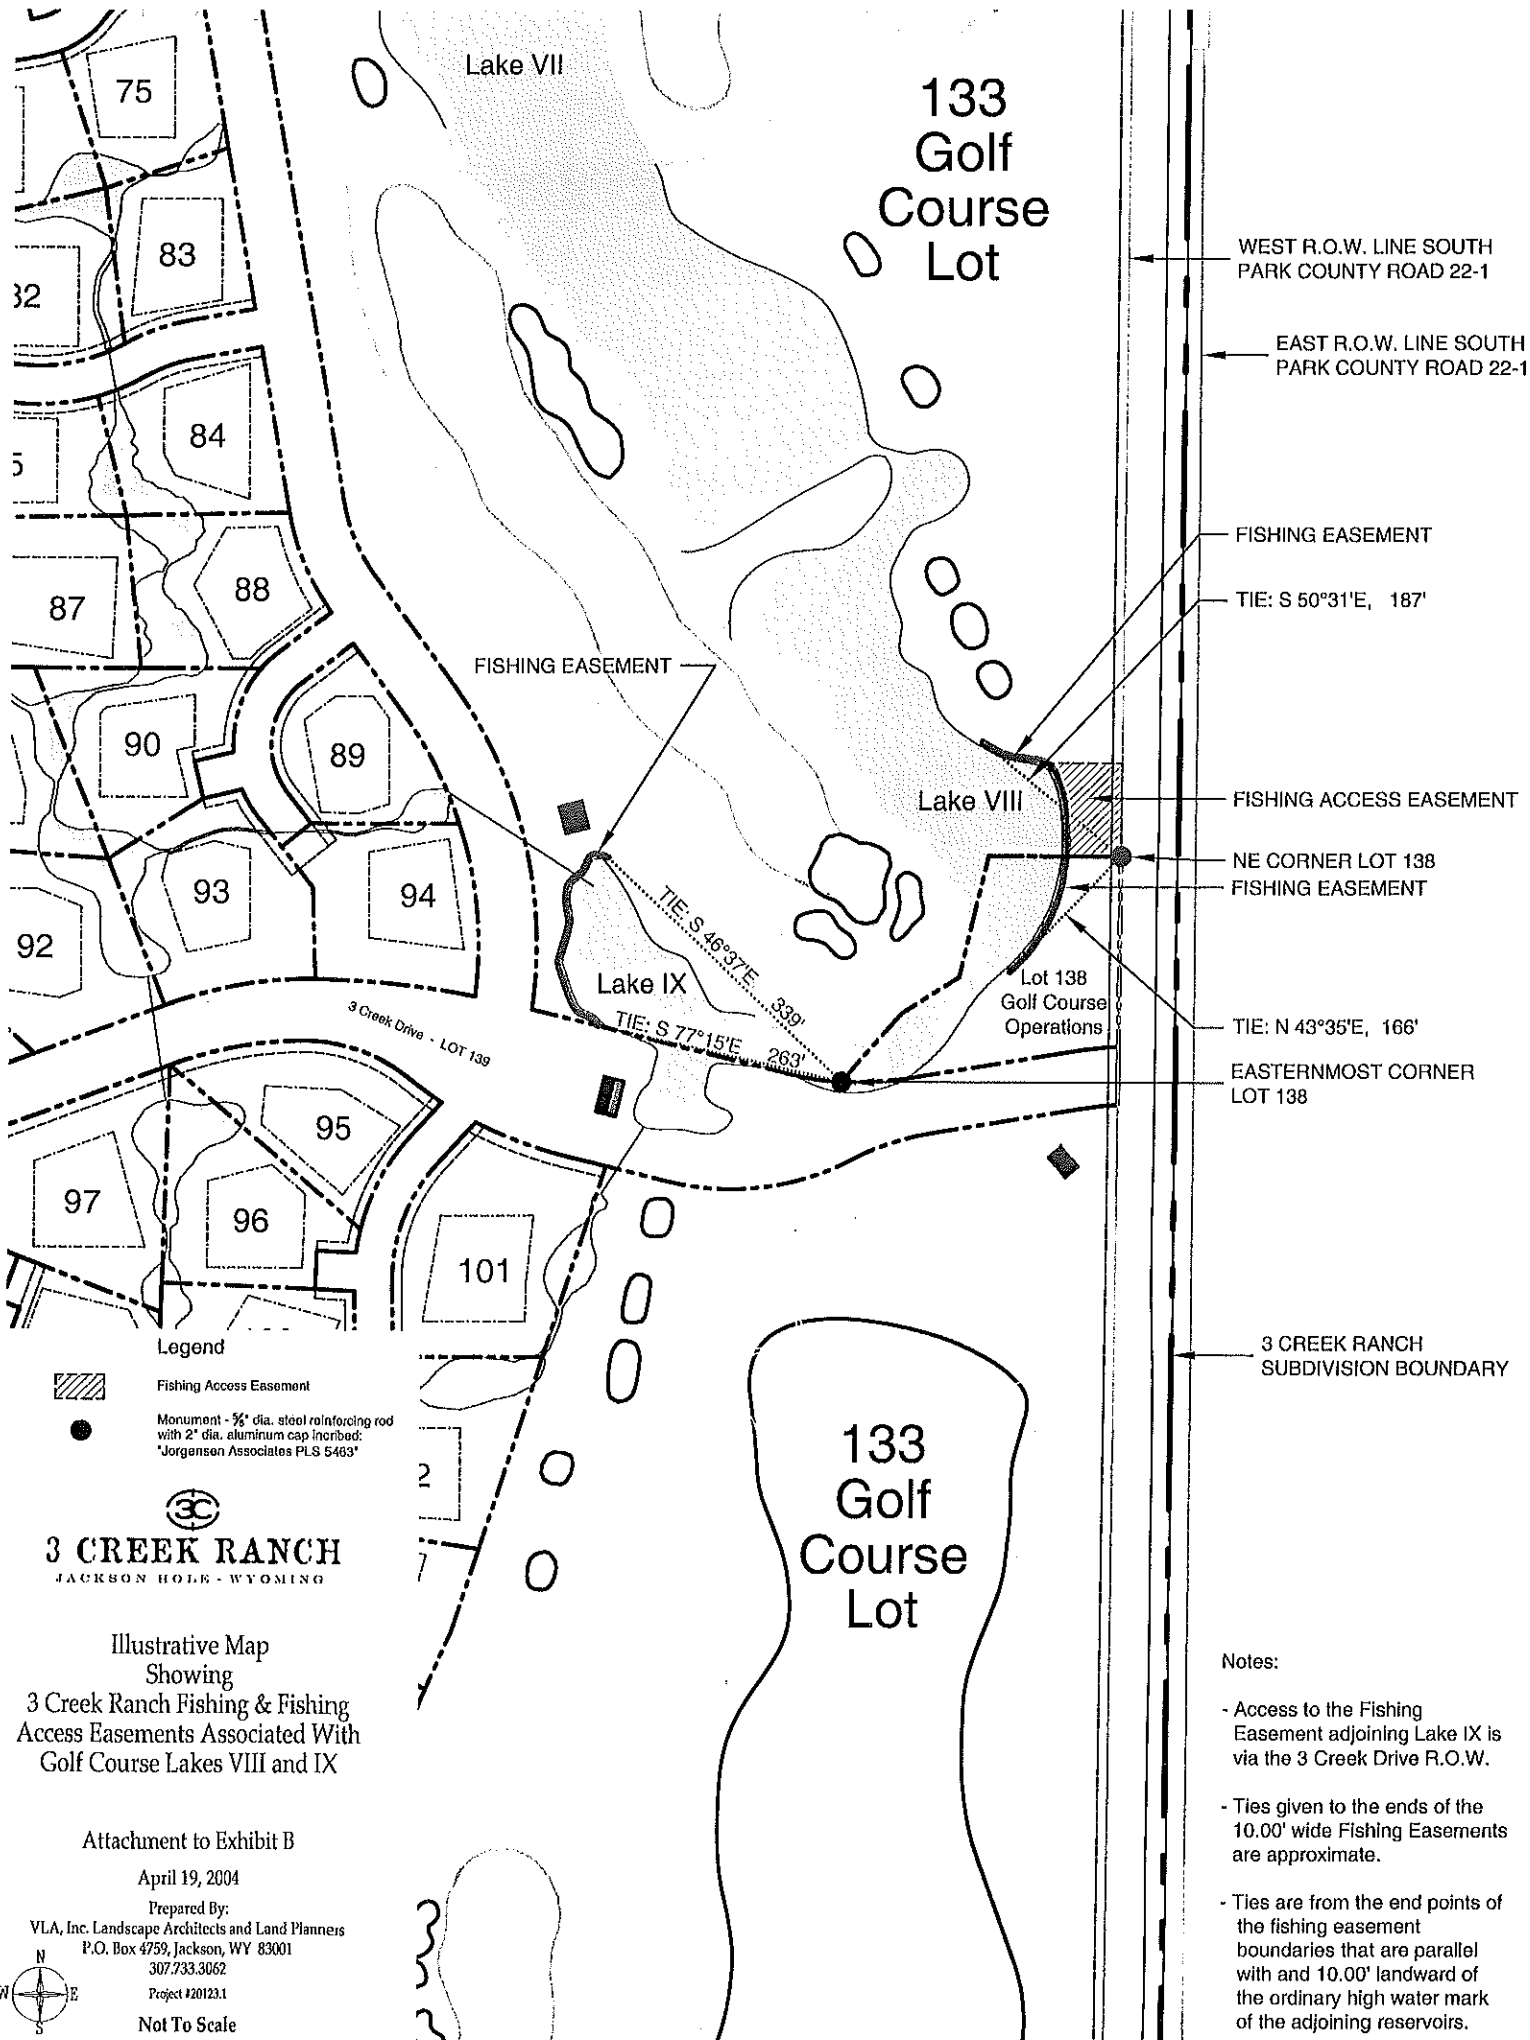 Lake VII
133
Golf
Course
Lot
75
83
32
84
5
87
88
90
89
93
94
92
95
97
96
101
2
WEST R.O.W. LINE SOUTH
PARK COUNTY ROAD 22-1
EAST R.O.W. LINE SOUTH
PARK COUNTY ROAD 22-1
FISHING EASEMENT
TIE: S 50°31'E, 187'
FISHING EASEMENT
Lake VIII
FISHING ACCESS EASEMENT
NE CORNER LOT 138
FISHING EASEMENT
TIE: S 46°37'E 339'
Lake IX
TIE: S 77°15'E 263'
Lot 138
Golf Course
Operations
3 Creek Drive - LOT 139
TIE: N 43°35'E, 166'
EASTERNMOST CORNER
LOT 138
3 CREEK RANCH
SUBDIVISION BOUNDARY
133
Golf
Course
Lot
Legend
Fishing Access Easement
Monument - ⅝" dia. steel reinforcing rod
with 2" dia. aluminum cap incribed:
"Jorgensen Associates PLS 5463"
3C
3 CREEK RANCH
JACKSON HOLE - WYOMING
Illustrative Map
Showing
3 Creek Ranch Fishing & Fishing
Access Easements Associated With
Golf Course Lakes VIII and IX
Attachment to Exhibit B
April 19, 2004
Prepared By:
VLA, Inc. Landscape Architects and Land Planners
P.O. Box 4759, Jackson, WY 83001
307.733.3062
Project #20123.1
Not To Scale
N
W
E
S
Notes:
- Access to the Fishing
Easement adjoining Lake IX is
via the 3 Creek Drive R.O.W.
- Ties given to the ends of the
10.00' wide Fishing Easements
are approximate.
- Ties are from the end points of
the fishing easement
boundaries that are parallel
with and 10.00' landward of
the ordinary high water mark
of the adjoining reservoirs.